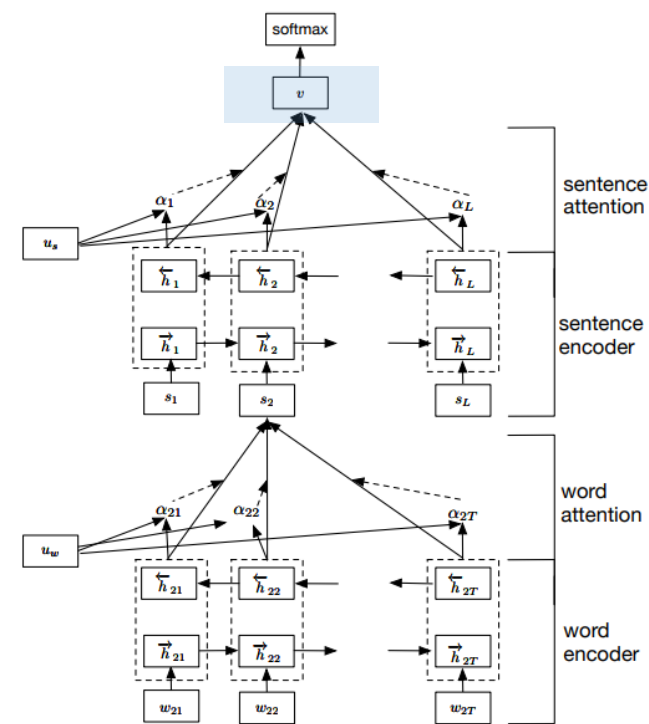 softmax
v
α1 α2 αL
sentence
attention
us
←h1 ←h2 ←hL
→h1 →h2 →hL
sentence
encoder
s1 s2 sL
α21 α22 α2T
word
attention
uw
←h21 ←h22 ←h2T
→h21 →h22 →h2T
word
encoder
w21 w22 w2T